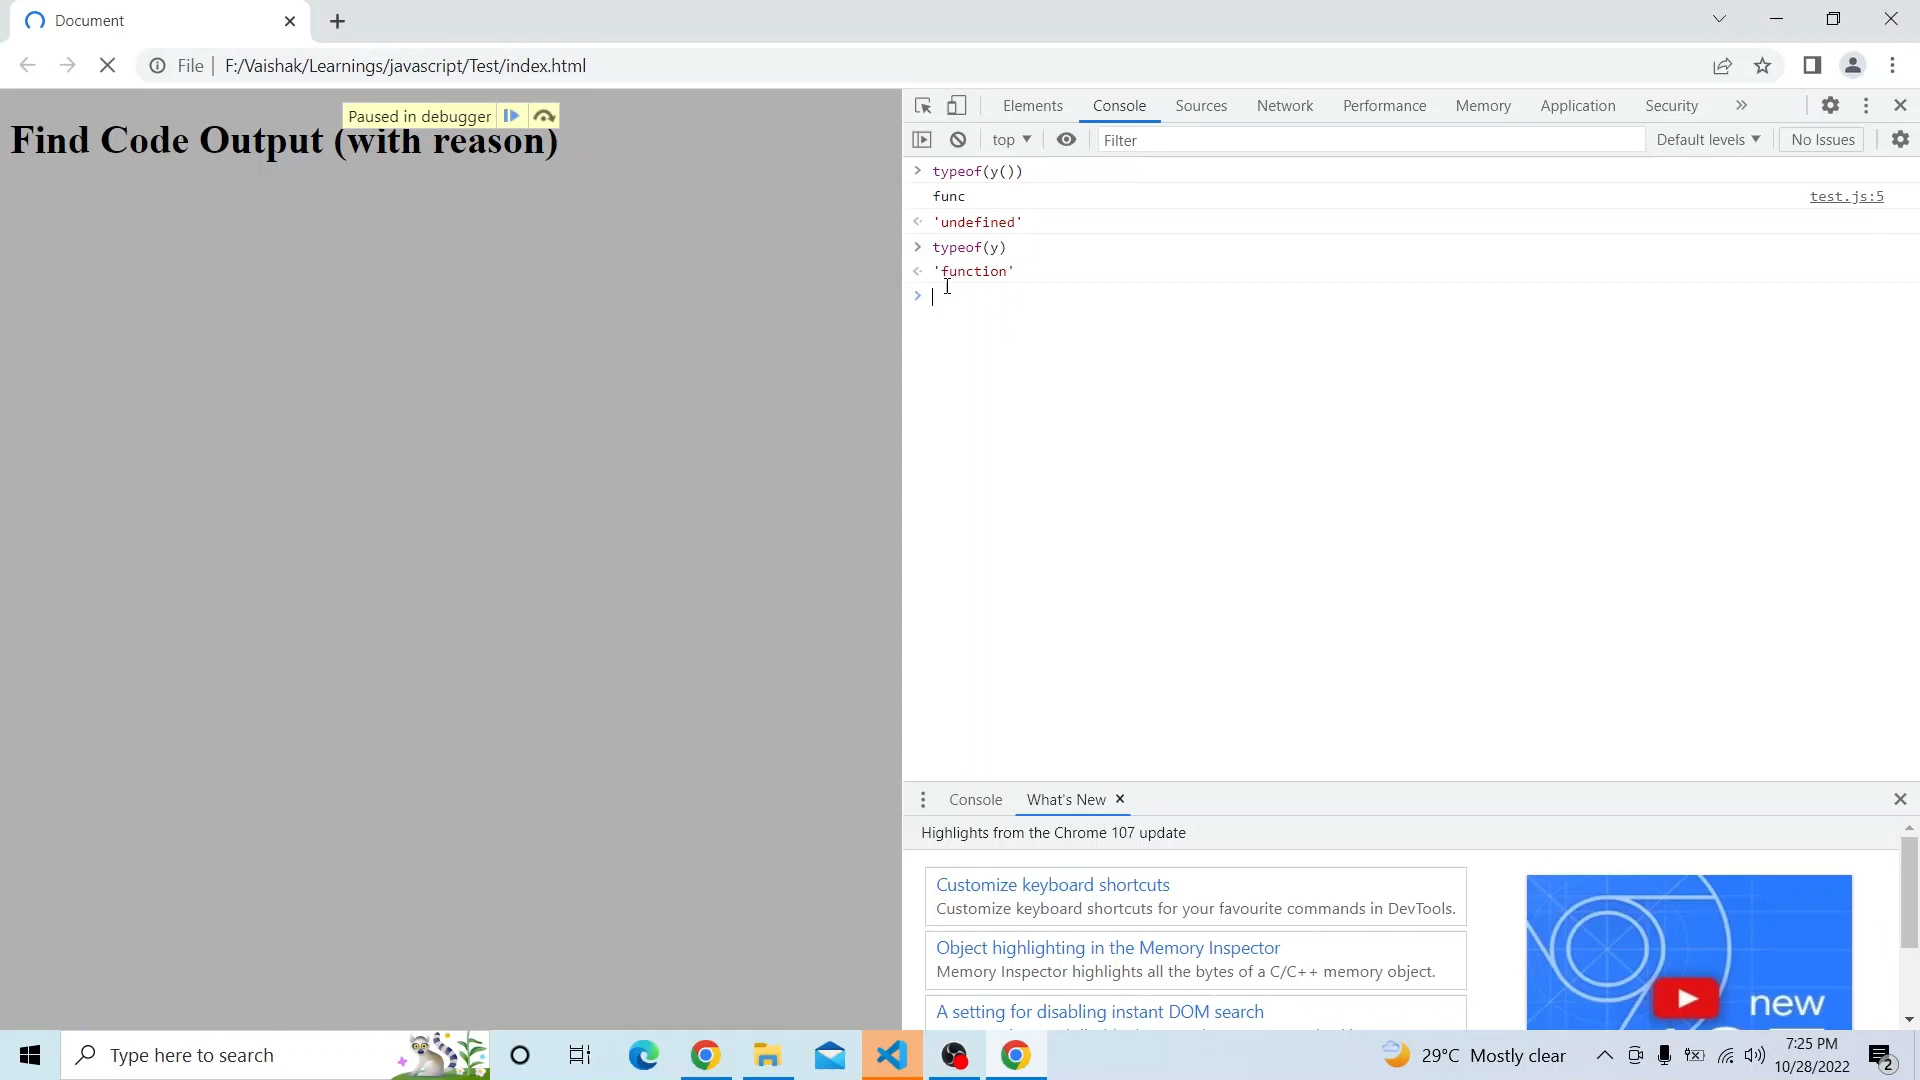 Document
File F:/Vaishak/Learnings/javascript/Test/index.html
Paused in debugger
Find Code Output (with reason)
Elements Console Sources Network Performance Memory Application Security
top Filter Default levels No Issues
> typeof(y())
func test.js:5
'undefined'
> typeof(y)
'function'
>
Console What's New
Highlights from the Chrome 107 update
Customize keyboard shortcuts
Customize keyboard shortcuts for your favourite commands in DevTools.
Object highlighting in the Memory Inspector
Memory Inspector highlights all the bytes of a C/C++ memory object.
A setting for disabling instant DOM search
new
Type here to search
29°C Mostly clear
7:25 PM
10/28/2022
2